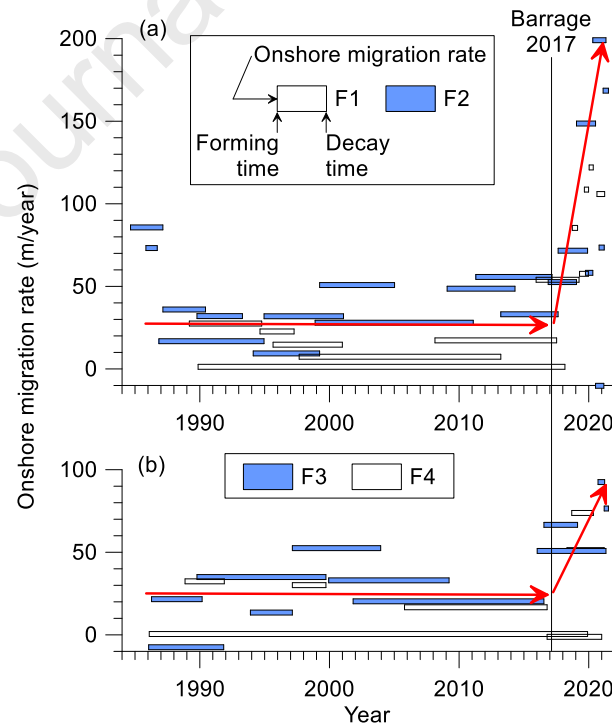 Barrage
2017
(a)
Onshore migration rate
F1
F2
Forming
time
Decay
time
200
150
100
50
0
1990
2000
2010
2020
Onshore migration rate (m/year)
(b)
F3
F4
100
50
0
1990
2000
2010
2020
Year